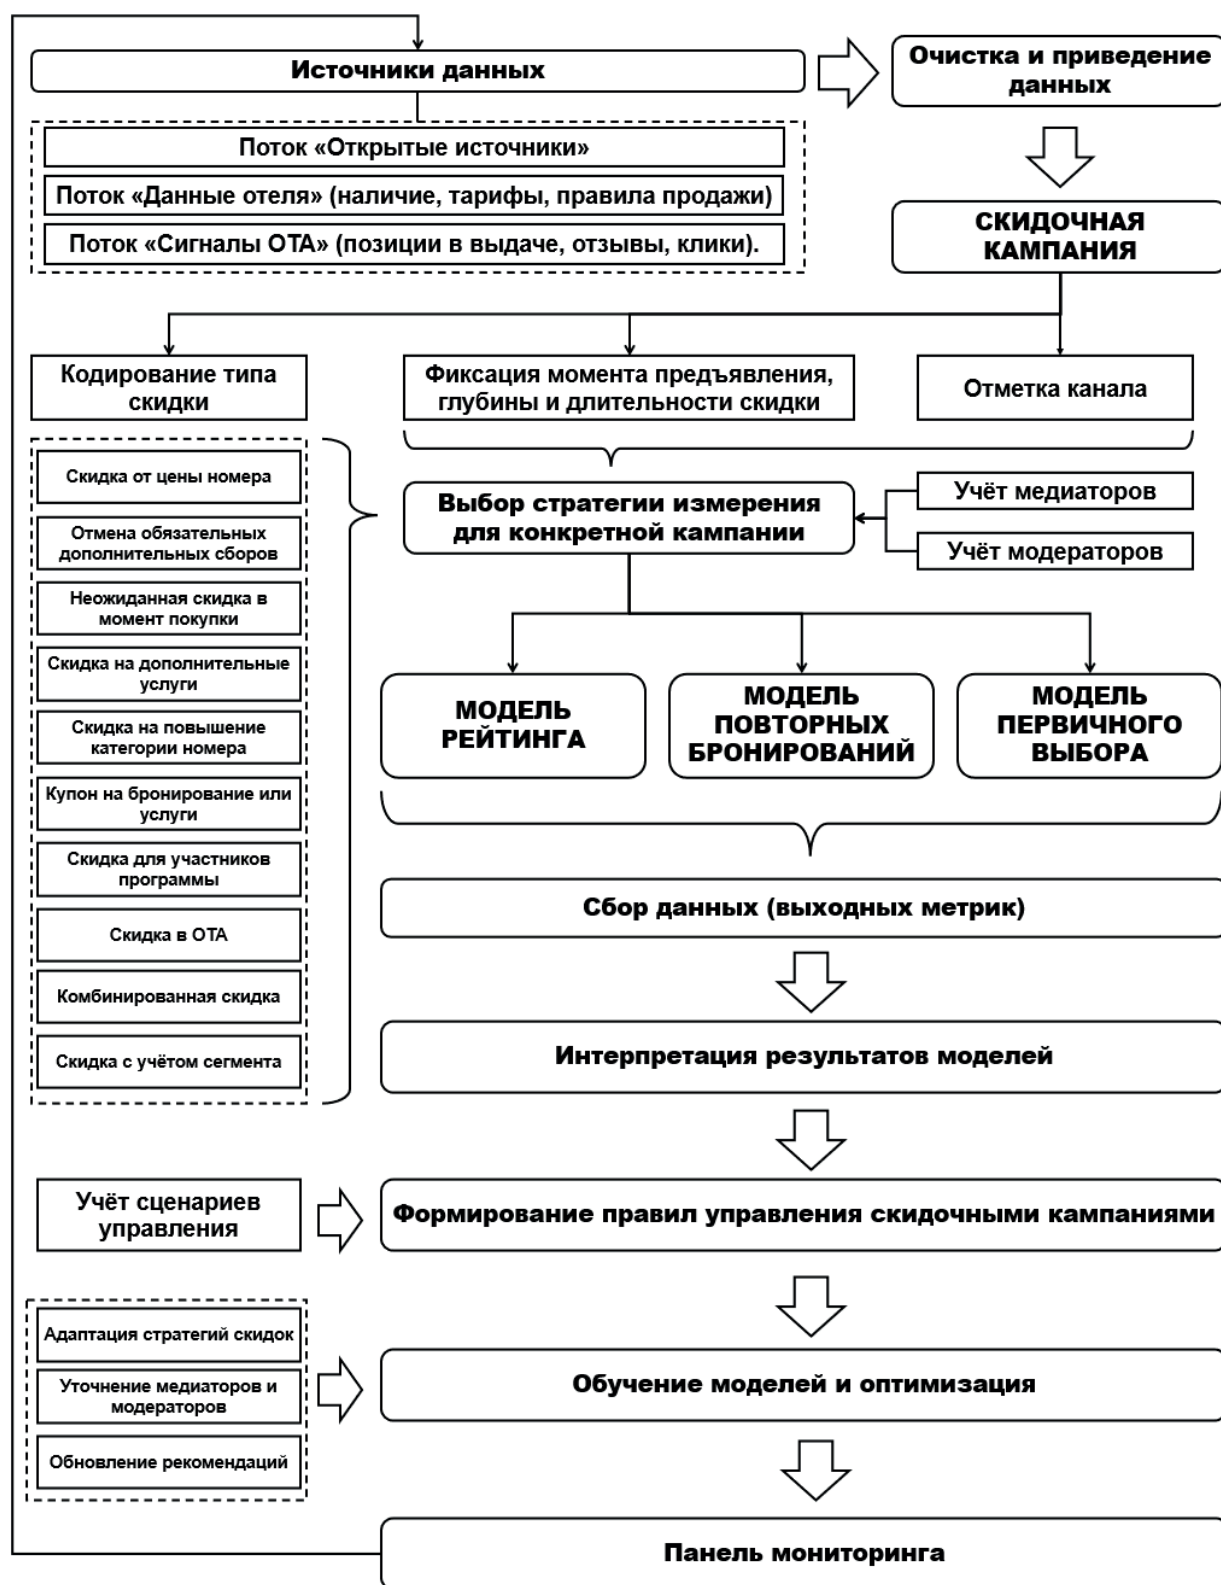 Источники данных
Очистка и приведение
данных
Поток «Открытые источники»
Поток «Данные отеля» (наличие, тарифы, правила продажи)
Поток «Сигналы ОТА» (позиции в выдаче, отзывы, клики).
СКИДОЧНАЯ
КАМПАНИЯ
Кодирование типа
скидки
Фиксация момента предъявления,
глубины и длительности скидки
Отметка канала
Скидка от цены номера
Отмена обязательных
дополнительных сборов
Неожиданная скидка в
момент покупки
Скидка на дополнительные
услуги
Скидка на повышение
категории номера
Купон на бронирование или
услуги
Скидка для участников
программы
Скидка в ОТА
Комбинированная скидка
Скидка с учётом сегмента
Выбор стратегии измерения
для конкретной кампании
Учёт медиаторов
Учёт модераторов
МОДЕЛЬ
РЕЙТИНГА
МОДЕЛЬ
ПОВТОРНЫХ
БРОНИРОВАНИЙ
МОДЕЛЬ
ПЕРВИЧНОГО
ВЫБОРА
Сбор данных (выходных метрик)
Интерпретация результатов моделей
Учёт сценариев
управления
Формирование правил управления скидочными кампаниями
Адаптация стратегий скидок
Уточнение медиаторов и
модераторов
Обновление рекомендаций
Обучение моделей и оптимизация
Панель мониторинга